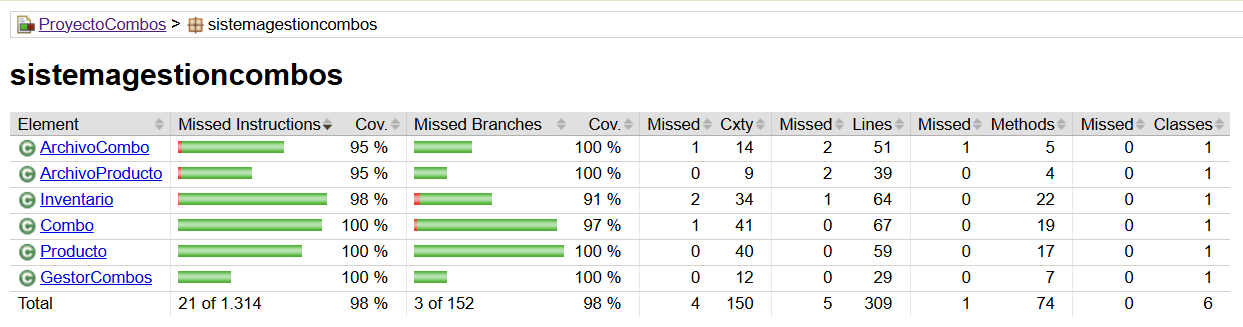 ProyectoCombos > sistemagestioncombos
sistemagestioncombos
Element Missed Instructions Cov. Missed Branches Cov. Missed Cxty Missed Lines Missed Methods Missed Classes
ArchivoCombo 95 % 100 % 1 14 2 51 1 5 0 1
ArchivoProducto 95 % 100 % 0 9 2 39 0 4 0 1
Inventario 98 % 91 % 2 34 1 64 0 22 0 1
Combo 100 % 97 % 1 41 0 67 0 19 0 1
Producto 100 % 100 % 0 40 0 59 0 17 0 1
GestorCombos 100 % 100 % 0 12 0 29 0 7 0 1
Total 21 of 1.314 98 % 3 of 152 98 % 4 150 5 309 1 74 0 6